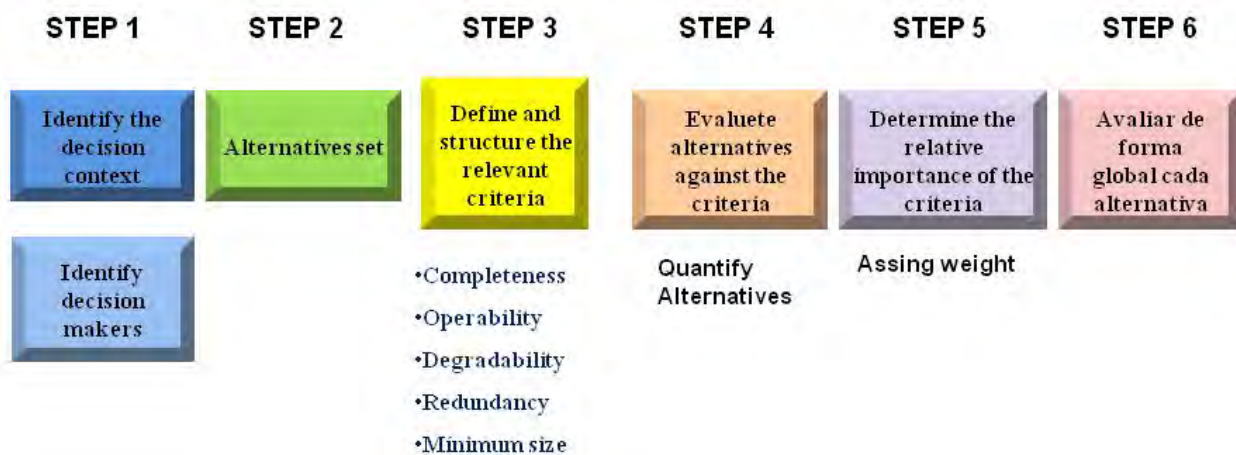 STEP 1
STEP 2
STEP 3
STEP 4
STEP 5
STEP 6
Identify the
decision
context
Identify
decision
makers
Alternatives set
Define and
structure the
relevant
criteria
•Completeness
•Operability
•Degradability
•Redundancy
•Mínimum size
Evaluete
alternatives
against the
criteria
Quantify
Alternatives
Determine the
relative
importance of the
criteria
Assing weight
Avaliar de
forma
global cada
alternativa